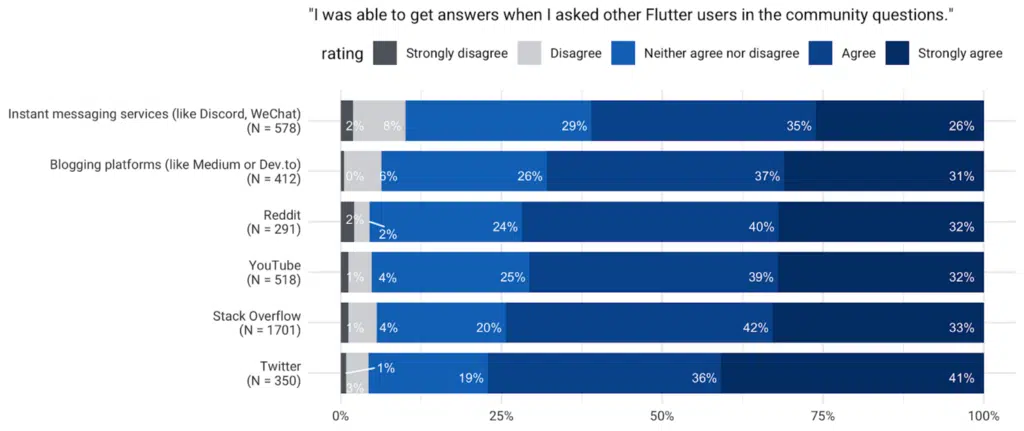 "I was able to get answers when I asked other Flutter users in the community questions."
rating Strongly disagree Disagree Neither agree nor disagree Agree Strongly agree
Instant messaging services (like Discord, WeChat)
(N = 578)
2% 8% 29% 35% 26%
Blogging platforms (like Medium or Dev.to)
(N = 412)
0% 6% 26% 37% 31%
Reddit
(N = 291)
2% 2% 24% 40% 32%
YouTube
(N = 518)
1% 4% 25% 39% 32%
Stack Overflow
(N = 1701)
1% 4% 20% 42% 33%
Twitter
(N = 350)
1% 3% 19% 36% 41%
0% 25% 50% 75% 100%